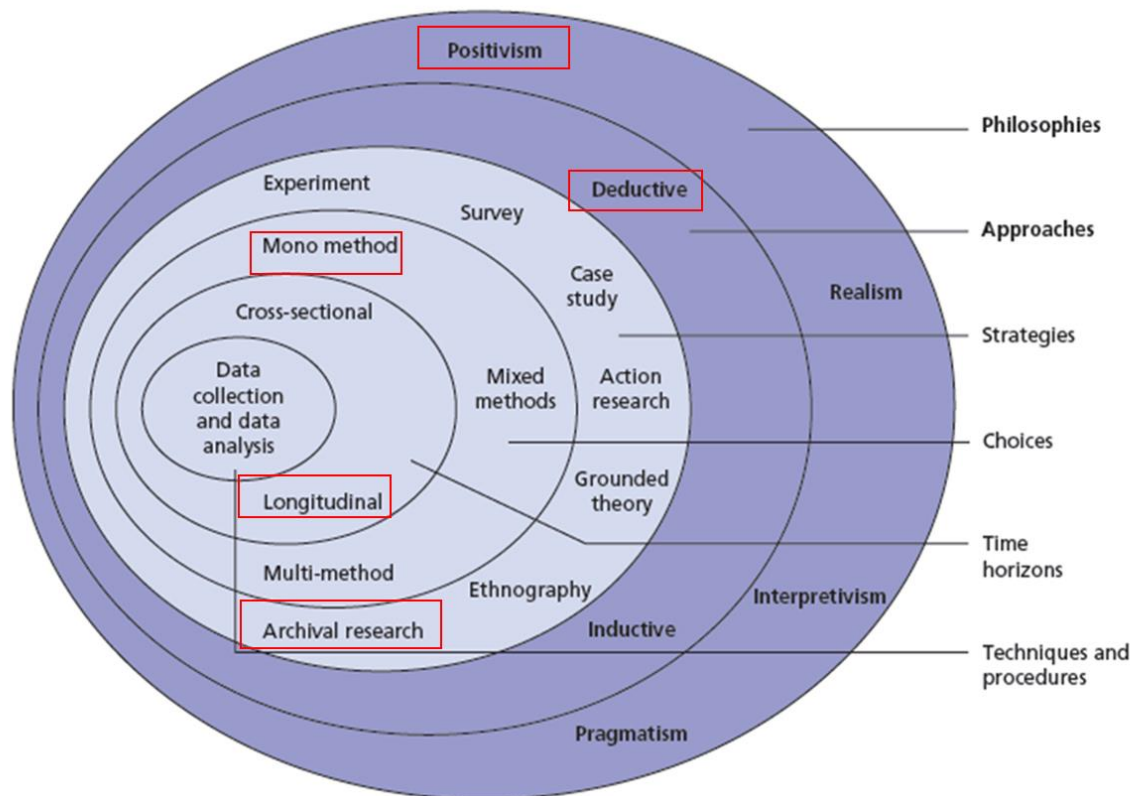 Positivism
Philosophies
Experiment
Deductive
Survey
Approaches
Mono method
Case
study
Realism
Cross-sectional
Strategies
Data
collection
and data
analysis
Mixed
methods
Action
research
Choices
Longitudinal
Grounded
theory
Time
horizons
Multi-method
Ethnography
Interpretivism
Archival research
Inductive
Techniques and
procedures
Pragmatism